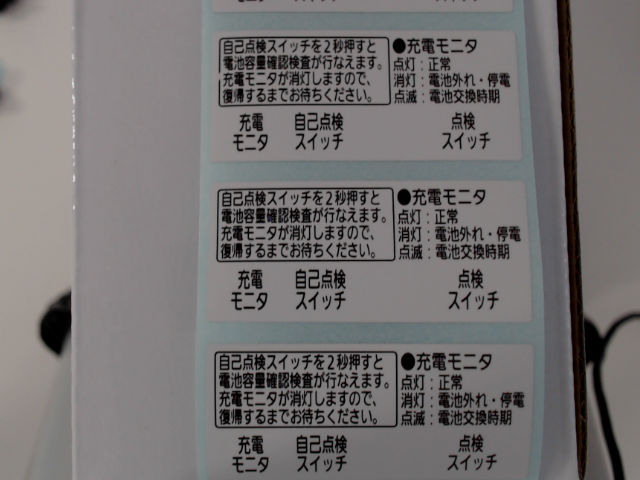 充電
モニタ
スイッチ
スイッチ
自己点検スイッチを2秒押すと
電池容量確認検査が行なえます。
充電モニタが消灯しますので、
復帰するまでお待ちください。
●充電モニタ
点灯：正常
消灯：電池外れ・停電
点滅：電池交換時期
充電
モニタ
自己点検
スイッチ
点検
スイッチ
自己点検スイッチを2秒押すと
電池容量確認検査が行なえます。
充電モニタが消灯しますので、
復帰するまでお待ちください。
●充電モニタ
点灯：正常
消灯：電池外れ・停電
点滅：電池交換時期
充電
モニタ
自己点検
スイッチ
点検
スイッチ
自己点検スイッチを2秒押すと
電池容量確認検査が行なえます。
充電モニタが消灯しますので、
復帰するまでお待ちください。
●充電モニタ
点灯：正常
消灯：電池外れ・停電
点滅：電池交換時期
充電
モニタ
自己点検
スイッチ
点検
スイッチ